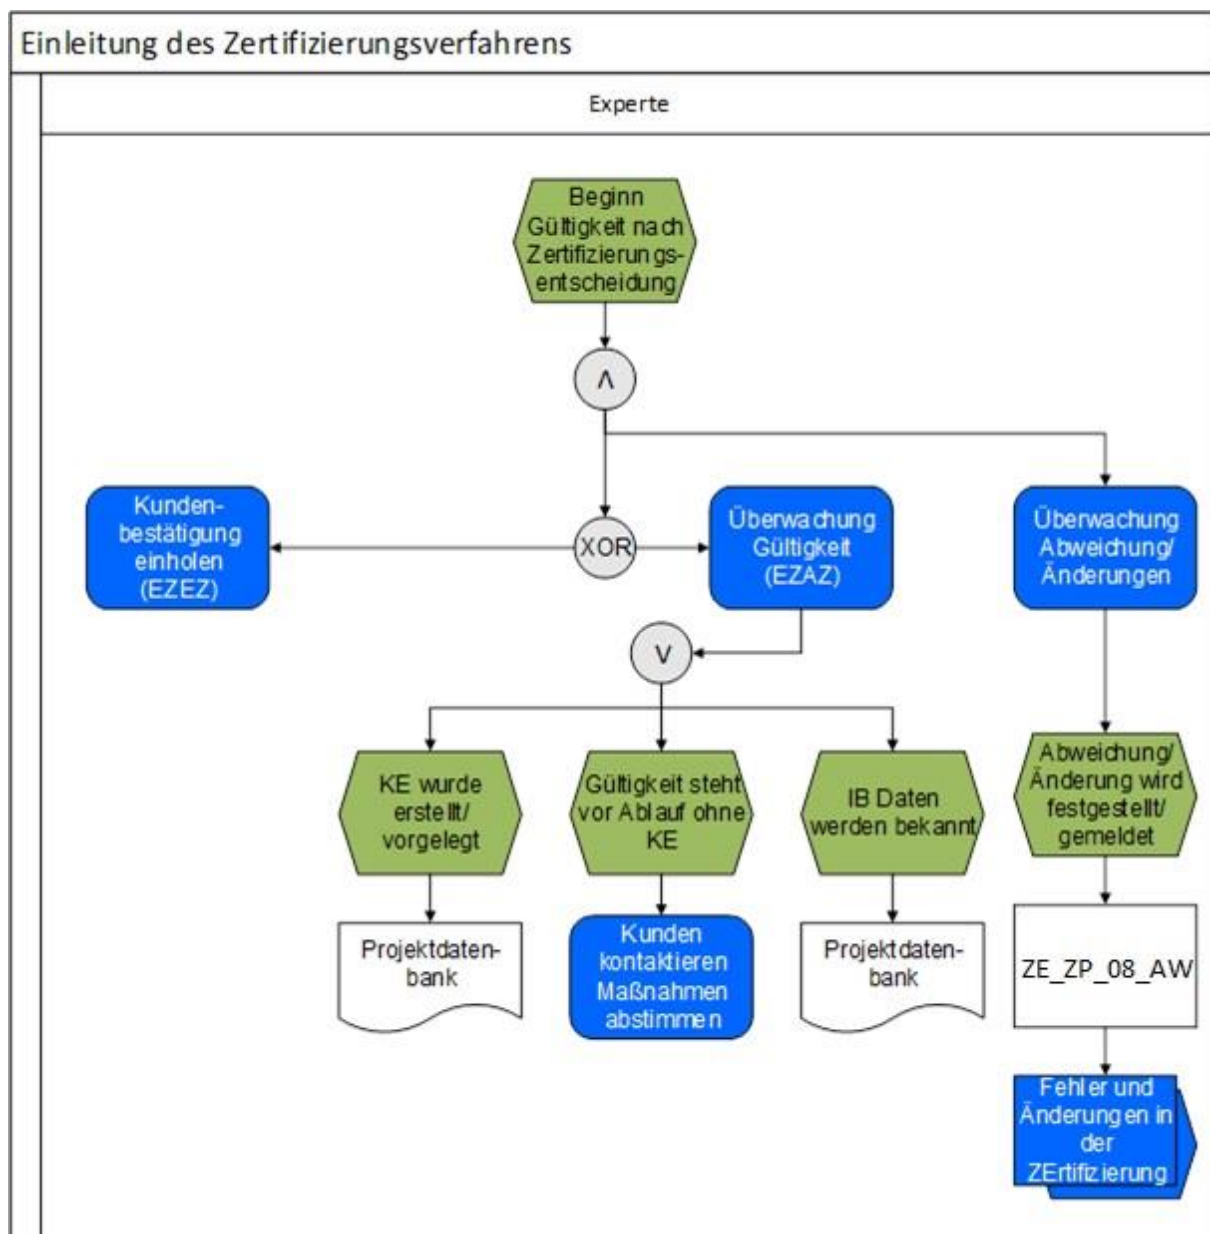 Einleitung des Zertifizierungsverfahrens
Experte
Beginn
Gültigkeit nach
Zertifizierungs-
entscheidung
Λ
Kunden-
bestätigung
einholen
(EZEZ)
XOR
Überwachung
Gültigkeit
(EZAZ)
Überwachung
Abweichung/
Änderungen
V
KE wurde
erstellt/
vorgelegt
Gültigkeit steht
vor Ablauf ohne
KE
IB Daten
werden bekannt
Abweichung/
Änderung wird
festgestellt/
gemeldet
Projektdaten-
bank
Kunden
kontaktieren
Maßnahmen
abstimmen
Projektdaten-
bank
ZE_ZP_08_AW
Fehler und
Änderungen in
der
ZErtifizierung